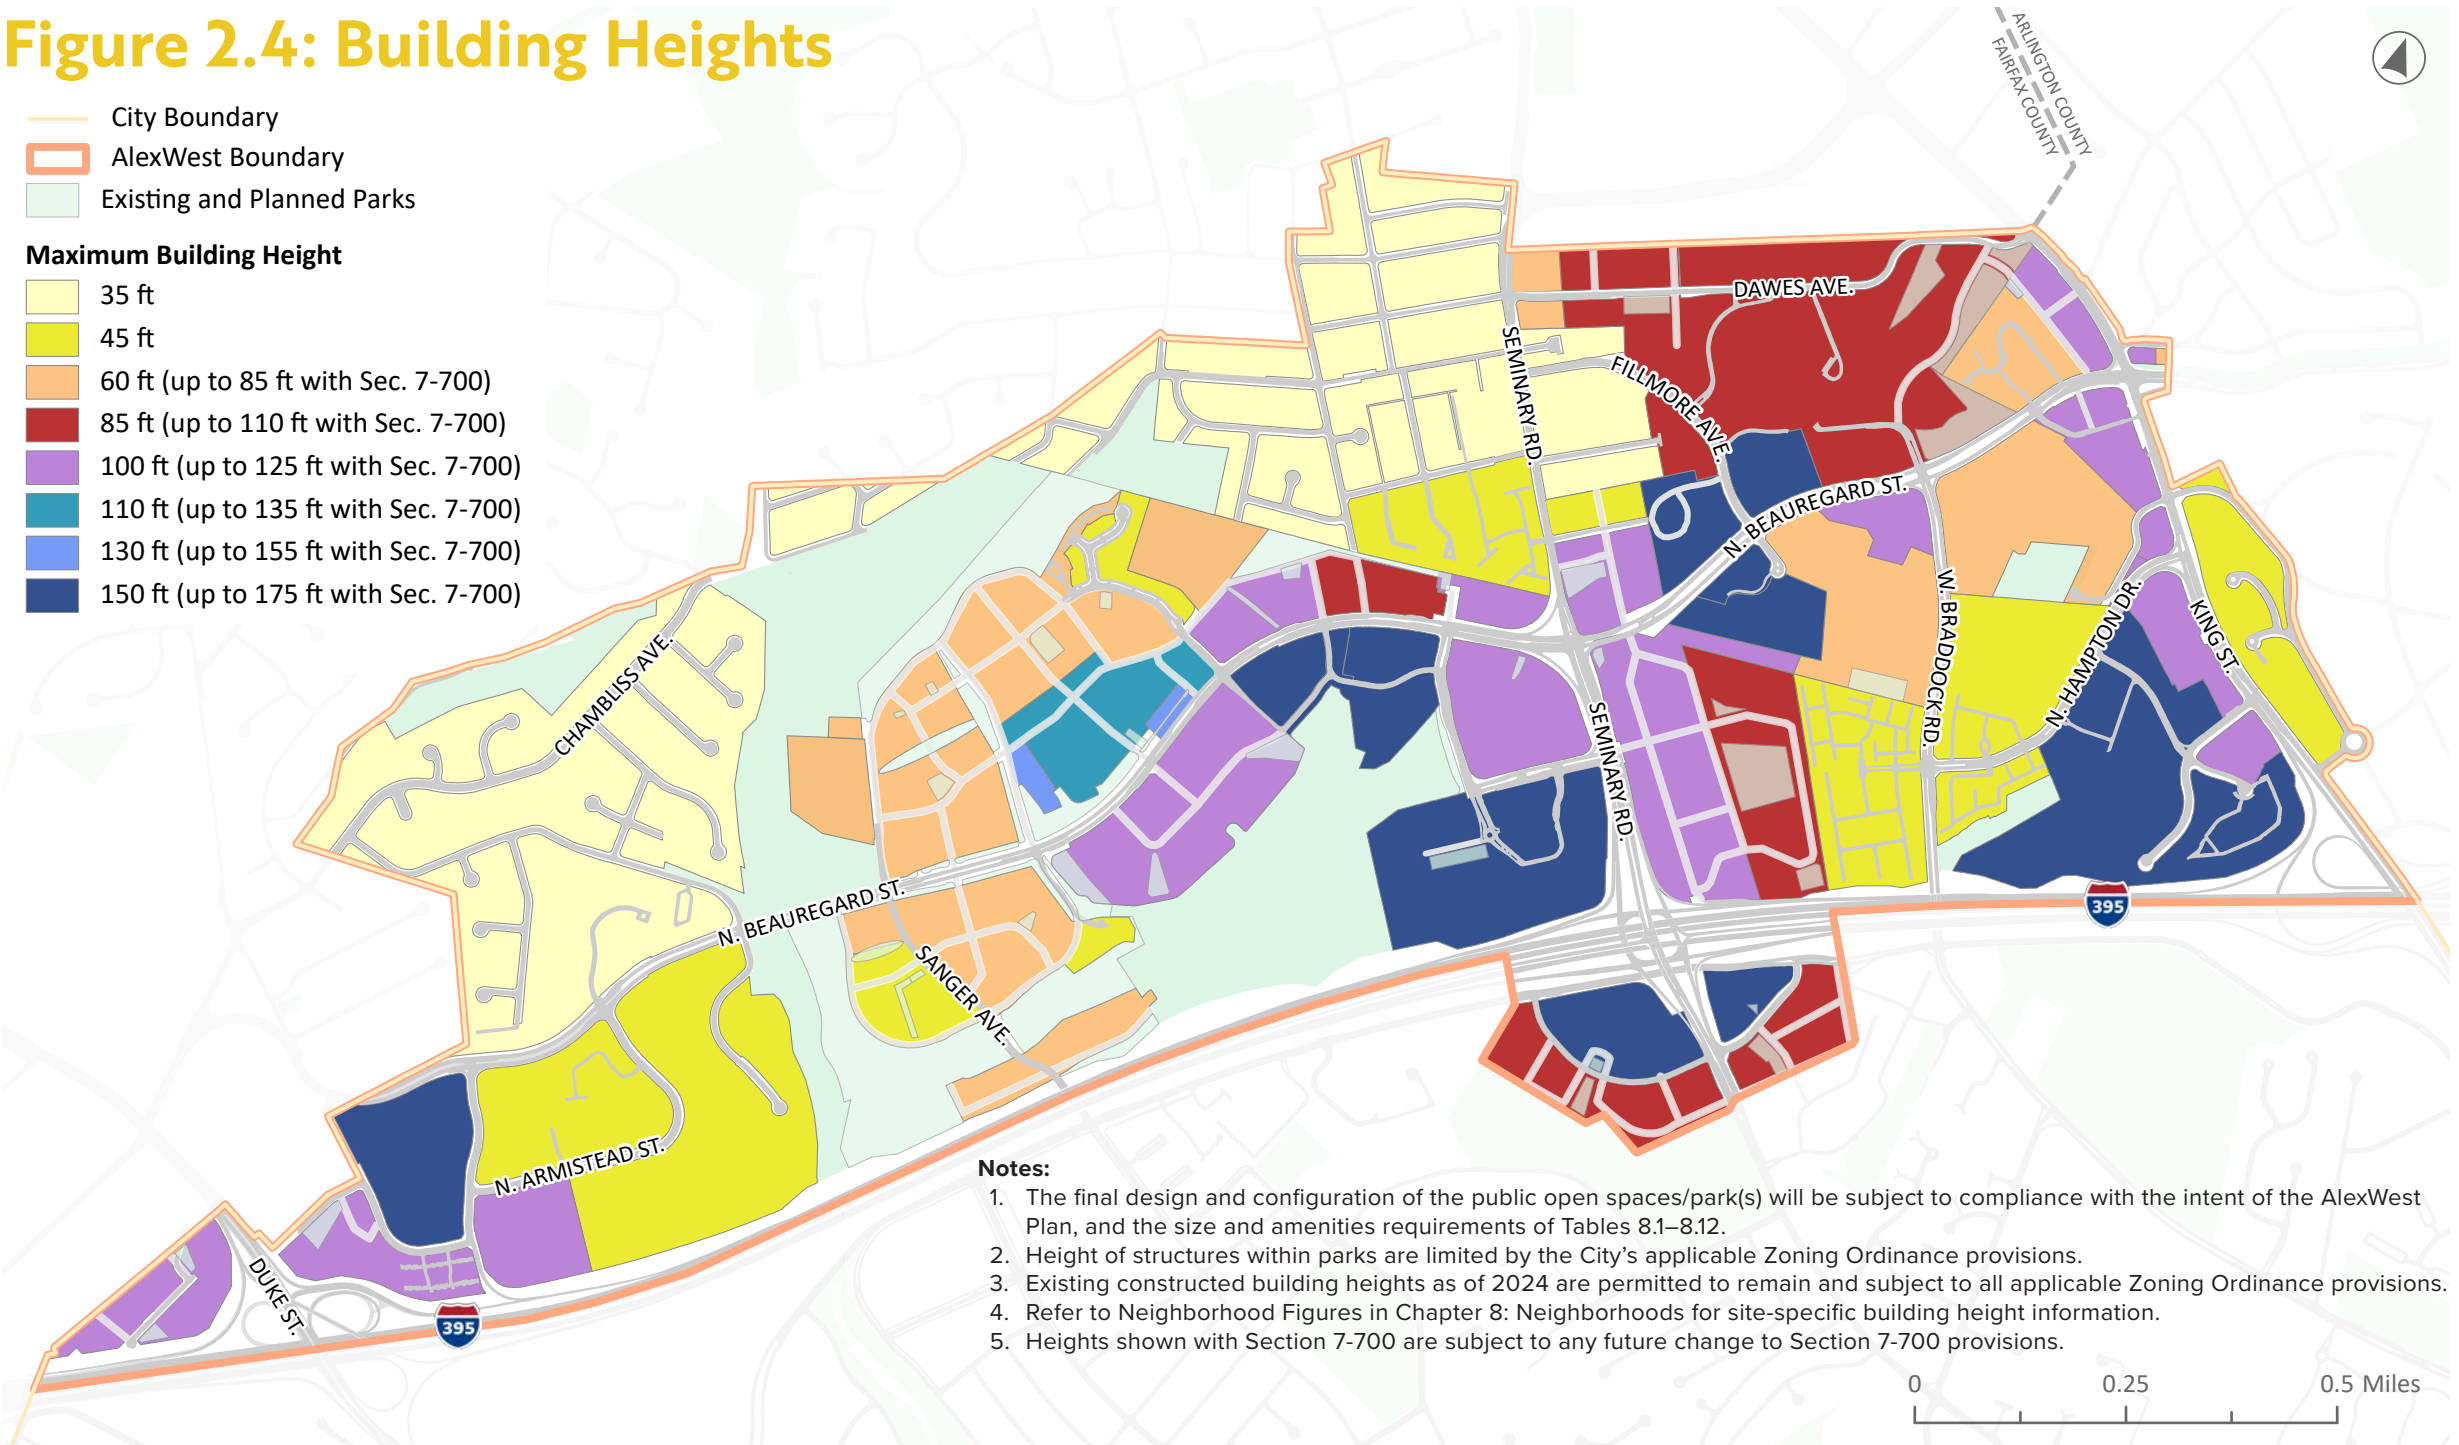 Figure 2.4: Building Heights
City Boundary
AlexWest Boundary
Existing and Planned Parks
Maximum Building Height
35 ft
45 ft
60 ft (up to 85 ft with Sec. 7-700)
85 ft (up to 110 ft with Sec. 7-700)
100 ft (up to 125 ft with Sec. 7-700)
110 ft (up to 135 ft with Sec. 7-700)
130 ft (up to 155 ft with Sec. 7-700)
150 ft (up to 175 ft with Sec. 7-700)
ARLINGTON COUNTY
FAIRFAX COUNTY
DAWES AVE.
SEMINARY RD.
FILLMORE AVE.
N. BEAUREGARD ST.
W. BRADDOCK RD.
N. HAMPTON DR.
KING ST.
CHAMBLISS AVE.
SEMINARY RD.
N. BEAUREGARD ST.
SANGER AVE.
395
N. ARMISTEAD ST.
DUKE ST.
395
Notes:
1. The final design and configuration of the public open spaces/park(s) will be subject to compliance with the intent of the AlexWest
Plan, and the size and amenities requirements of Tables 8.1–8.12.
2. Height of structures within parks are limited by the City's applicable Zoning Ordinance provisions.
3. Existing constructed building heights as of 2024 are permitted to remain and subject to all applicable Zoning Ordinance provisions.
4. Refer to Neighborhood Figures in Chapter 8: Neighborhoods for site-specific building height information.
5. Heights shown with Section 7-700 are subject to any future change to Section 7-700 provisions.
0 0.25 0.5 Miles